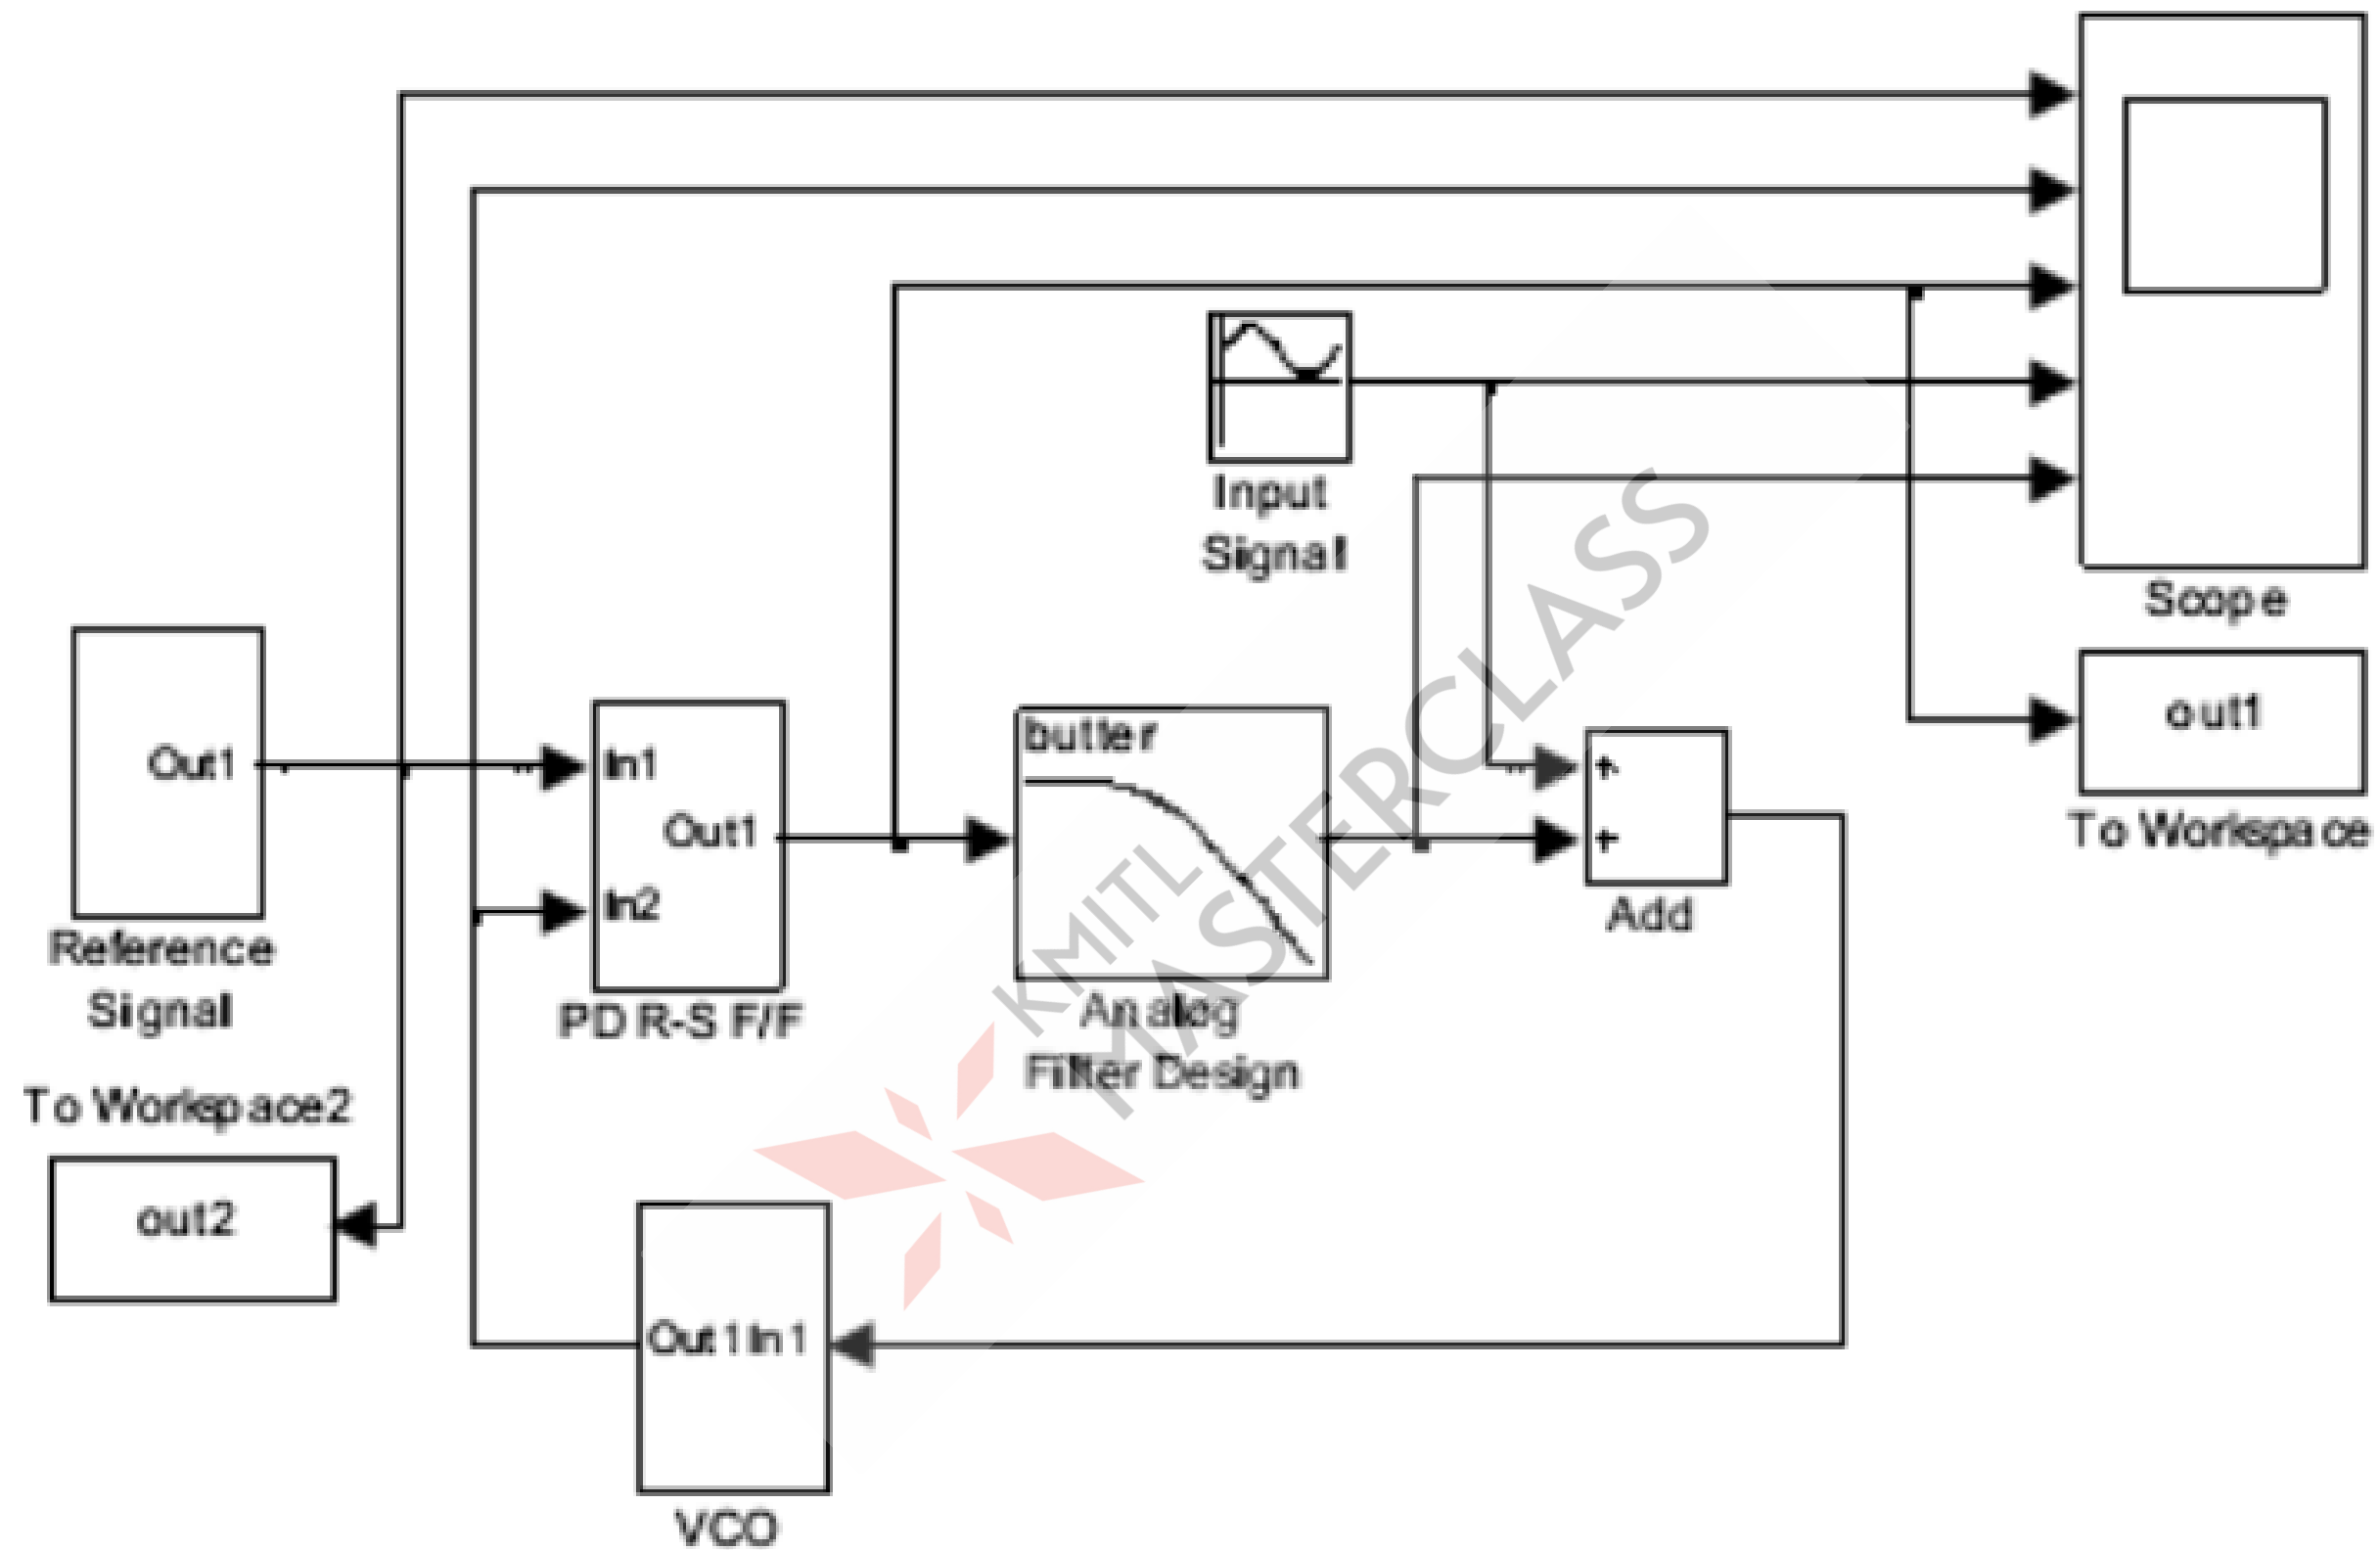 Input
Signal
Scope
out1
To Workspace
Out1
Reference
Signal
In1
Out1
In2
PD R-S F/F
butter
Analog
Filter Design
+
+
Add
To Workspace2
out2
Out1 In1
VCO
KMITL
MASTERCLASS